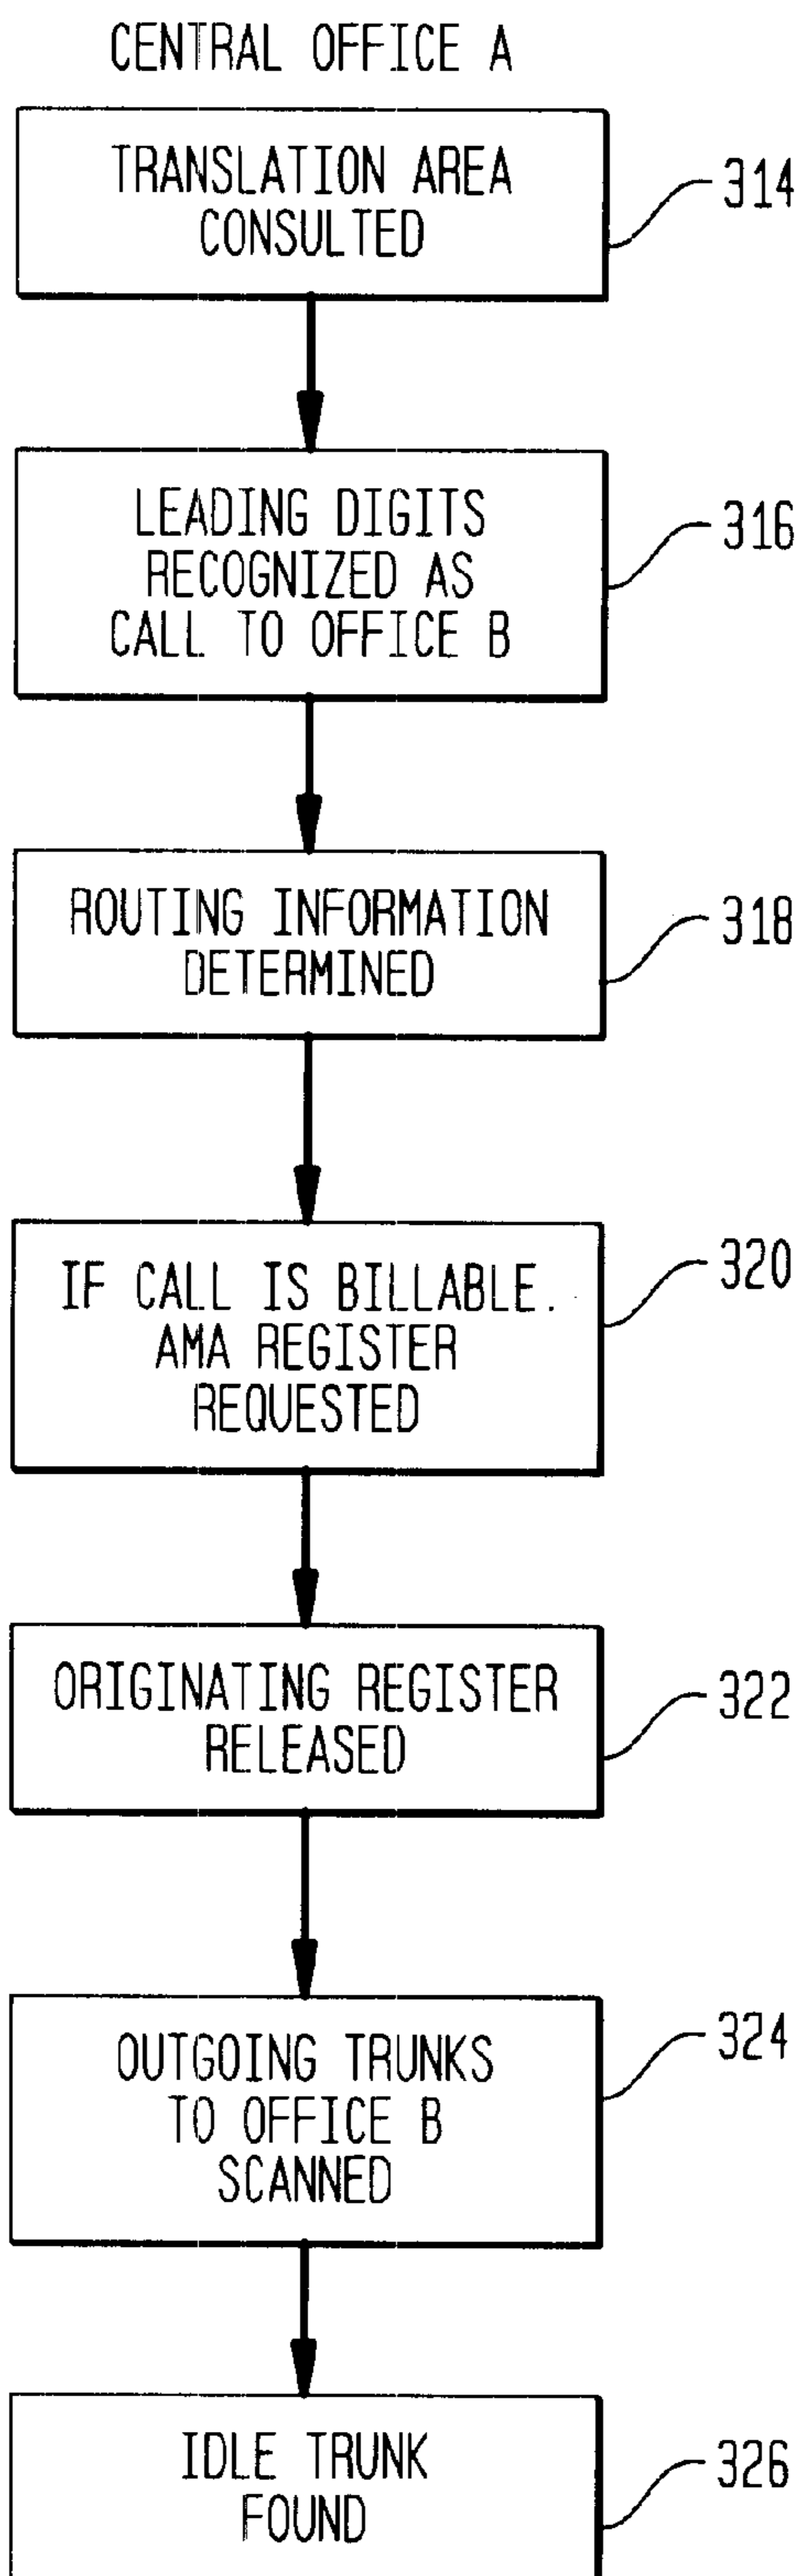 CENTRAL OFFICE A
TRANSLATION AREA
CONSULTED
314
LEADING DIGITS
RECOGNIZED AS
CALL TO OFFICE B
316
ROUTING INFORMATION
DETERMINED
318
IF CALL IS BILLABLE.
AMA REGISTER
REQUESTED
320
ORIGINATING REGISTER
RELEASED
322
OUTGOING TRUNKS
TO OFFICE B
SCANNED
324
IDLE TRUNK
FOUND
326